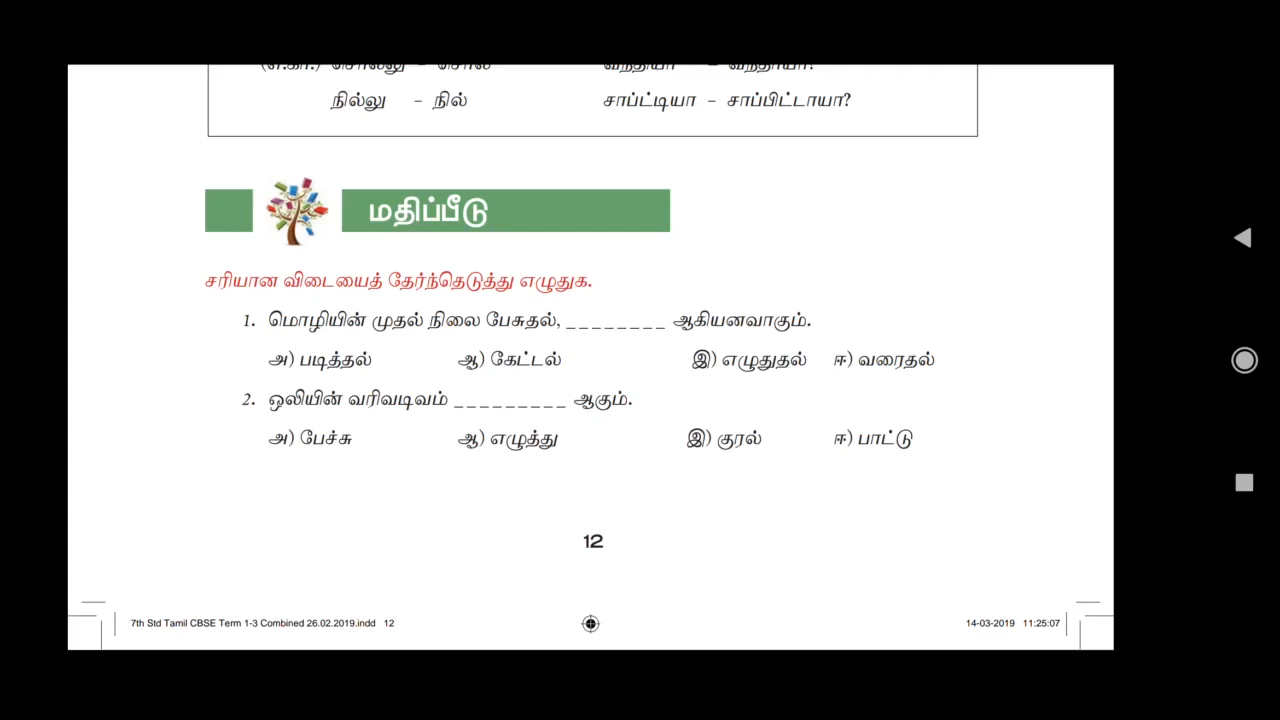 (எ.கா.) சொல்லு – சொல் வந்தியா – வந்தாயா?
நில்லு – நில் சாப்ட்டியா – சாப்பிட்டாயா?
மதிப்பீடு
சரியான விடையைத் தேர்ந்தெடுத்து எழுதுக.
1. மொழியின் முதல் நிலை பேசுதல், ________ ஆகியனவாகும்.
அ) படித்தல் ஆ) கேட்டல் இ) எழுதுதல் ஈ) வரைதல்
2. ஒலியின் வரிவடிவம் _________ ஆகும்.
அ) பேச்சு ஆ) எழுத்து இ) குரல் ஈ) பாட்டு
12
7th Std Tamil CBSE Term 1-3 Combined 26.02.2019.indd 12 14-03-2019 11:25:07